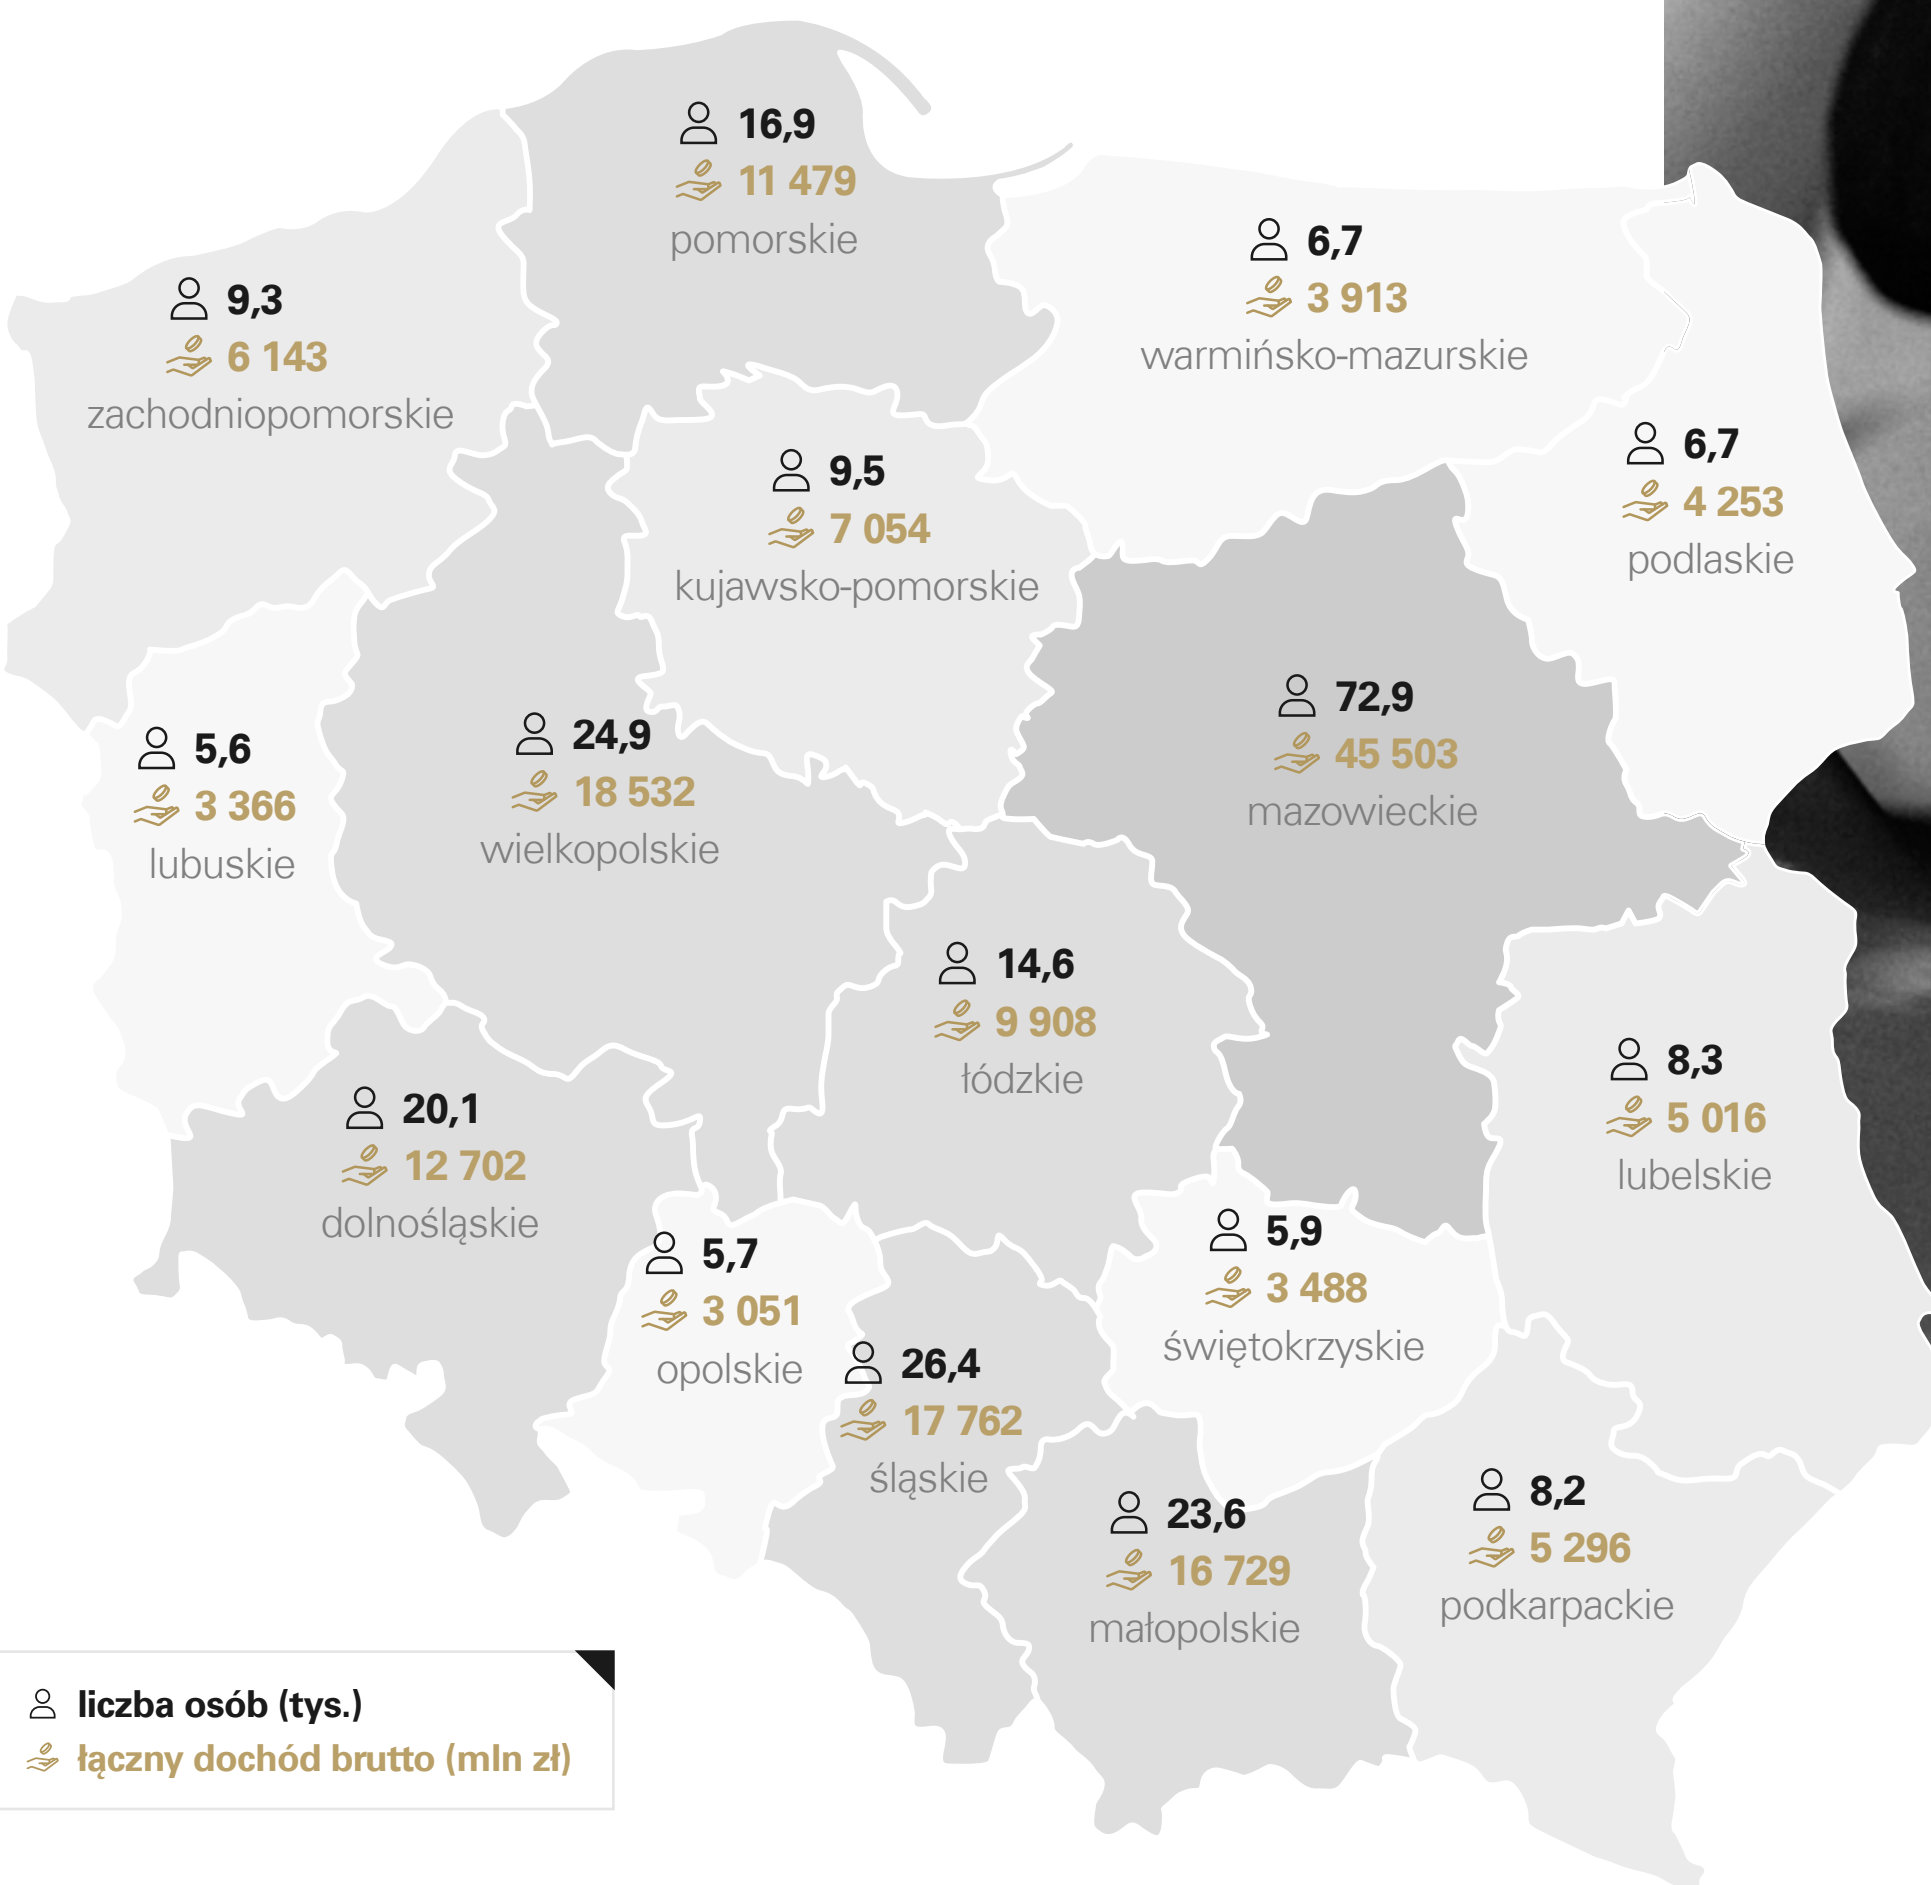 16,9
11 479
pomorskie
6,7
3 913
warmińsko-mazurskie
9,3
6 143
zachodniopomorskie
6,7
4 253
podlaskie
9,5
7 054
kujawsko-pomorskie
72,9
45 503
mazowieckie
5,6
3 366
lubuskie
24,9
18 532
wielkopolskie
14,6
9 908
łódzkie
8,3
5 016
lubelskie
20,1
12 702
dolnośląskie
5,7
3 051
opolskie
5,9
3 488
świętokrzyskie
26,4
17 762
śląskie
23,6
16 729
małopolskie
8,2
5 296
podkarpackie
liczba osób (tys.)
łączny dochód brutto (mln zł)